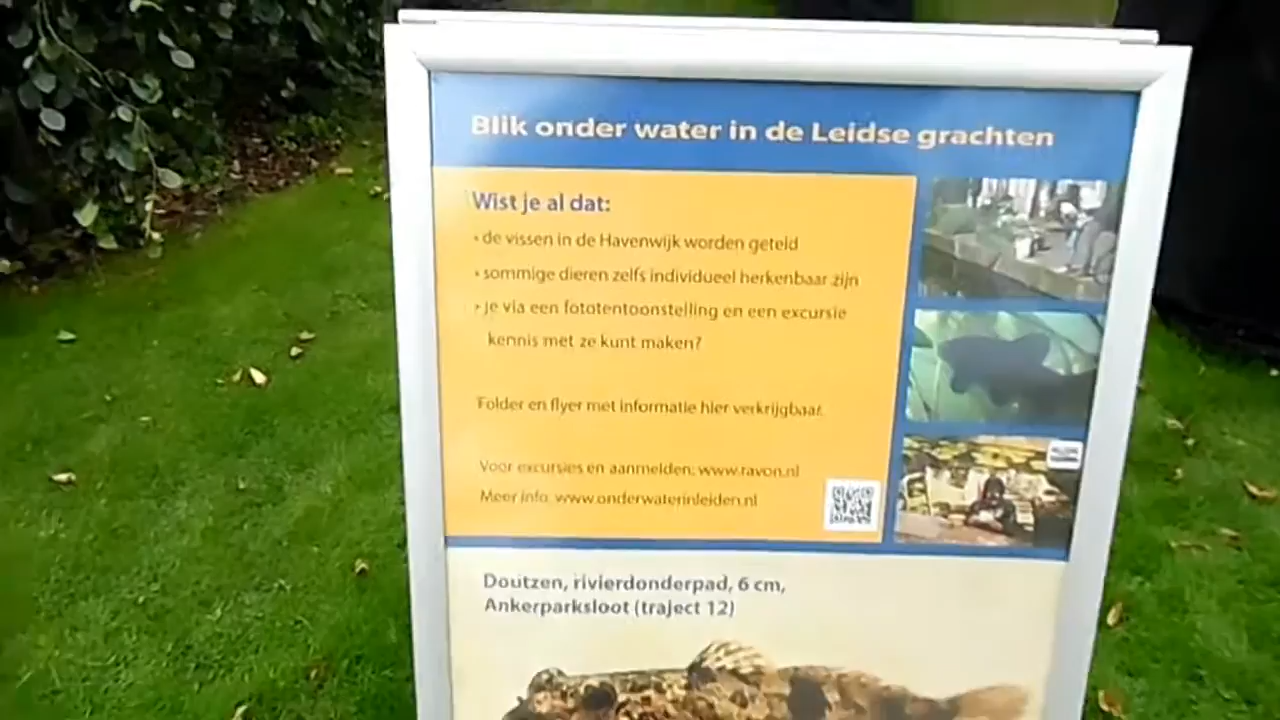 Blik onder water in de Leidse grachten
Wist je al dat:
• de vissen in de Havenwijk worden geteld
• sommige dieren zelfs individueel herkenbaar zijn
• je via een fototentoonstelling en een excursie
kennis met ze kunt maken?
Folder en flyer met informatie hier verkrijgbaar.
Voor excursies en aanmelden: www.ravon.nl
Meer info: www.onderwaterinleiden.nl
Doutzen, rivierdonderpad, 6 cm,
Ankerparksloot (traject 12)